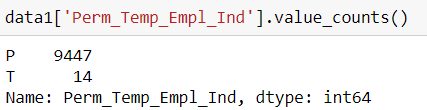 data1['Perm_Temp_Empl_Ind'].value_counts()
P    9447
T      14
Name: Perm_Temp_Empl_Ind, dtype: int64